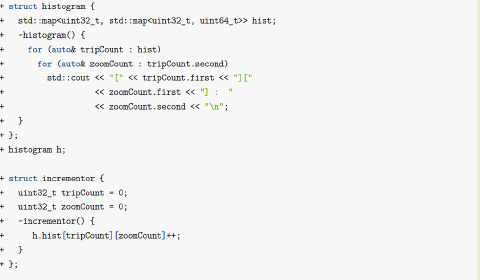 + struct histogram {
+   std::map<uint32_t, std::map<uint32_t, uint64_t>> hist;
+   ~histogram() {
+     for (auto& tripCount : hist)
+       for (auto& zoomCount : tripCount.second)
+         std::cout << "[" << tripCount.first << "]["
+                   << zoomCount.first << "] :  "
+                   << zoomCount.second << "\n";
+   }
+ };
+ histogram h;
+
+ struct incrementor {
+   uint32_t tripCount = 0;
+   uint32_t zoomCount = 0;
+   ~incrementor() {
+      h.hist[tripCount][zoomCount]++;
+   }
+ };